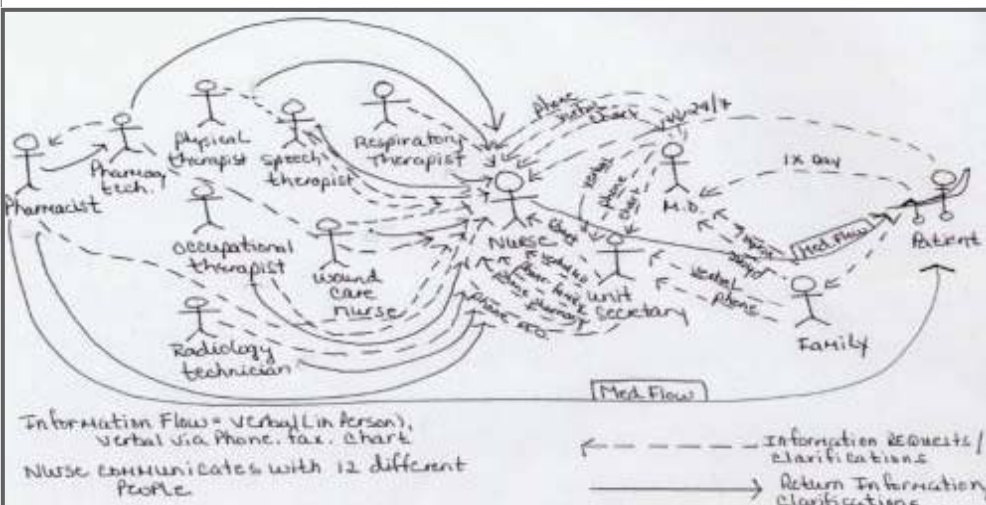 Pharmacist
Pharmacy
tech.
Physical
therapist
Speech
therapist
Respiratory
Therapist
Occupational
therapist
Wound
care
nurse
Radiology
technician
Nurse
phone
verbal
chart
24/7
verbal
phone
chart
M.D.
1X Day
Med Flow
Patient
Chart
verbal
unit
secretary
verbal
phone
Family
Med Flow
Information Flow = verbal (in Person),
verbal via Phone, fax, chart
Nurse communicates with 12 different
People
Information REQUESTS/
clarifications
Return Information/
clarifications